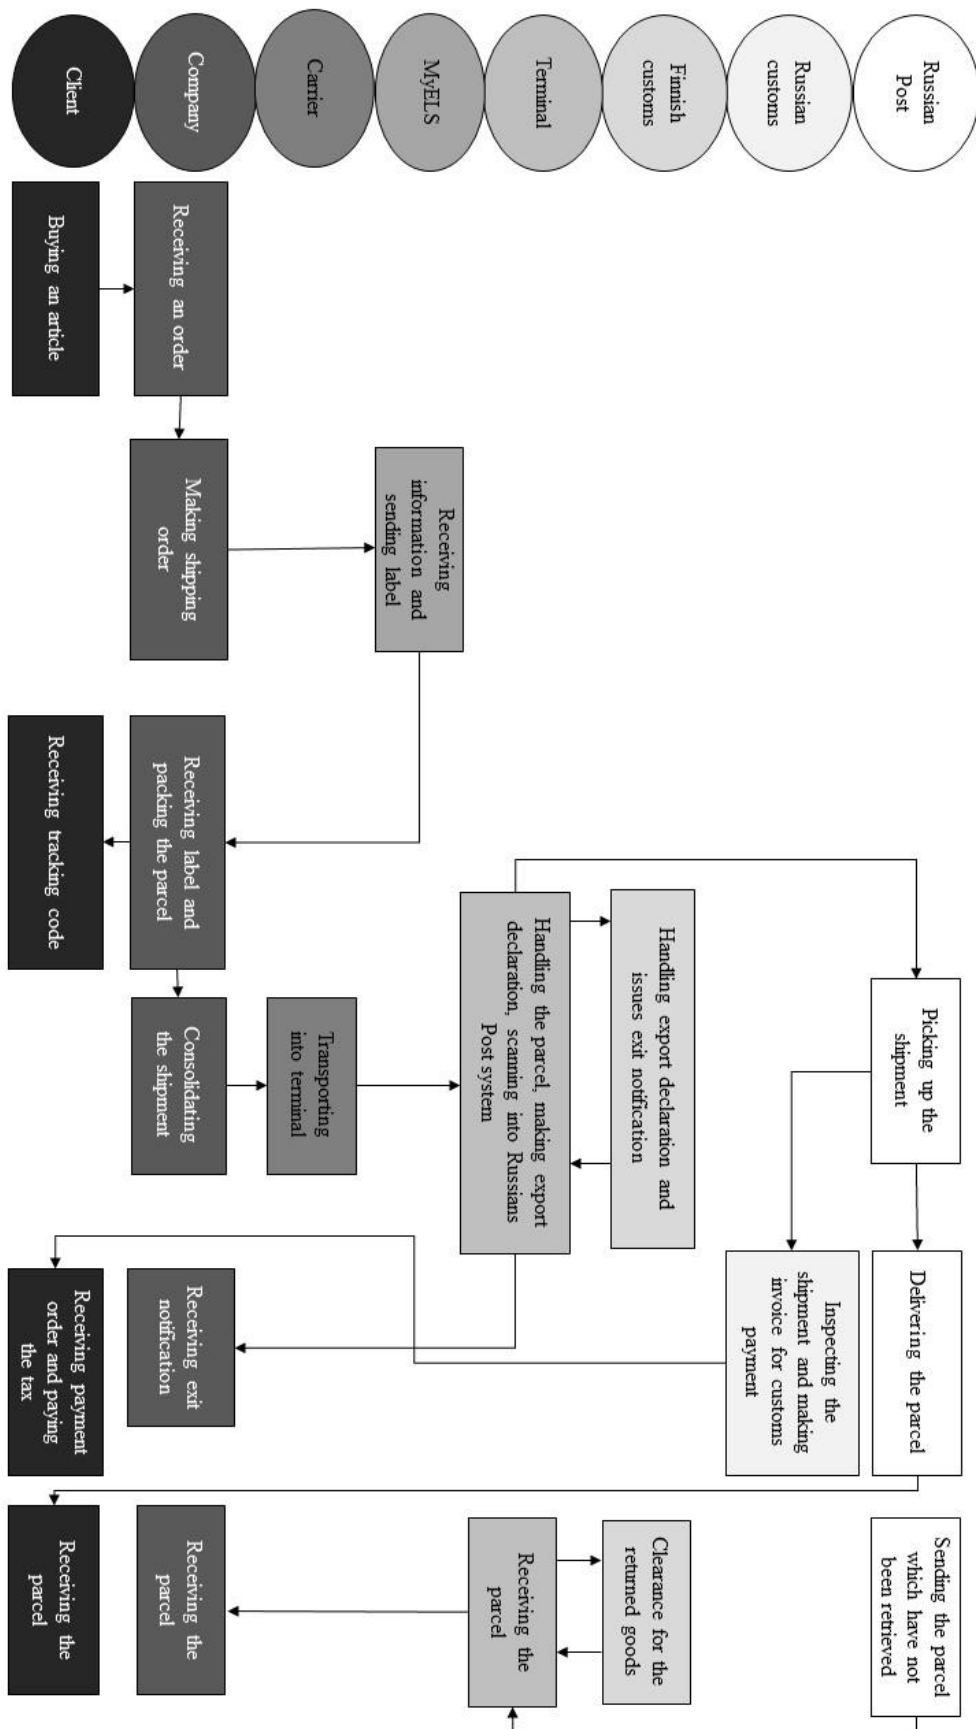 Russian
Post
Russian
customs
Finnish
customs
Terminal
MyELS
Carrier
Company
Client
Picking up the
shipment
Delivering the parcel
Sending the parcel
which have not
been retrieved
Inspecting the
shipment and making
invoice for customs
payment
Handling export declaration and
issues exit notification
Clearance for the
returned goods
Handling the parcel, making export
declaration, scanning into Russians
Post system
Receiving the
parcel
Receiving
information and
sending label
Transporting
into terminal
Receiving an order
Making shipping
order
Receiving label and
packing the parcel
Consolidating
the shipment
Receiving exit
notification
Receiving the
parcel
Buying an article
Receiving tracking code
Receiving payment
order and paying
the tax
Receiving the
parcel